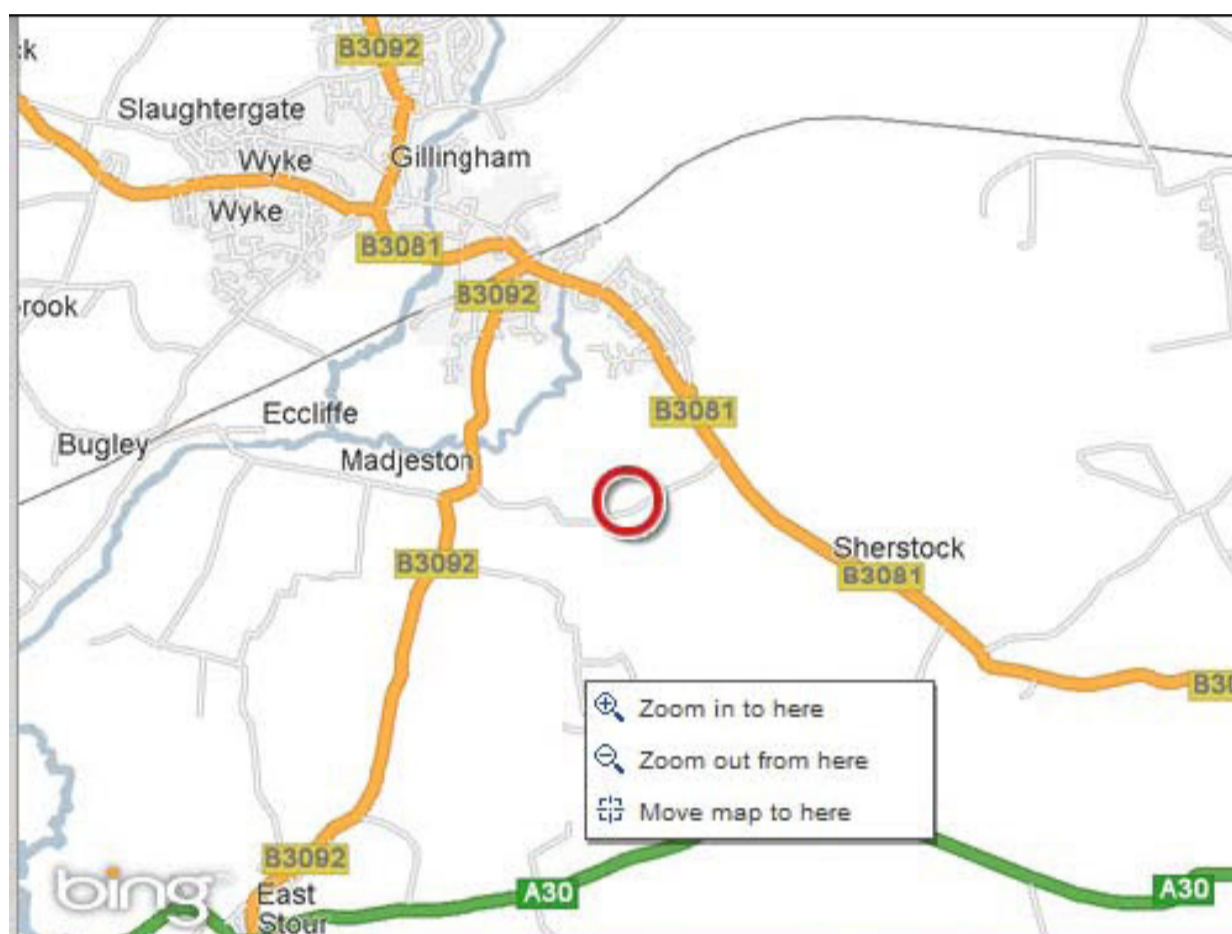 :k
B3092
Slaughtergate
Wyke
Gillingham
Wyke
B3081
B3092
rook
B3081
Eccliffe
Bugley
Madjeston
Sherstock
B3092
B3081
B30
Zoom in to here
Zoom out from here
Move map to here
B3092
bing
East
Stour
A30
A30